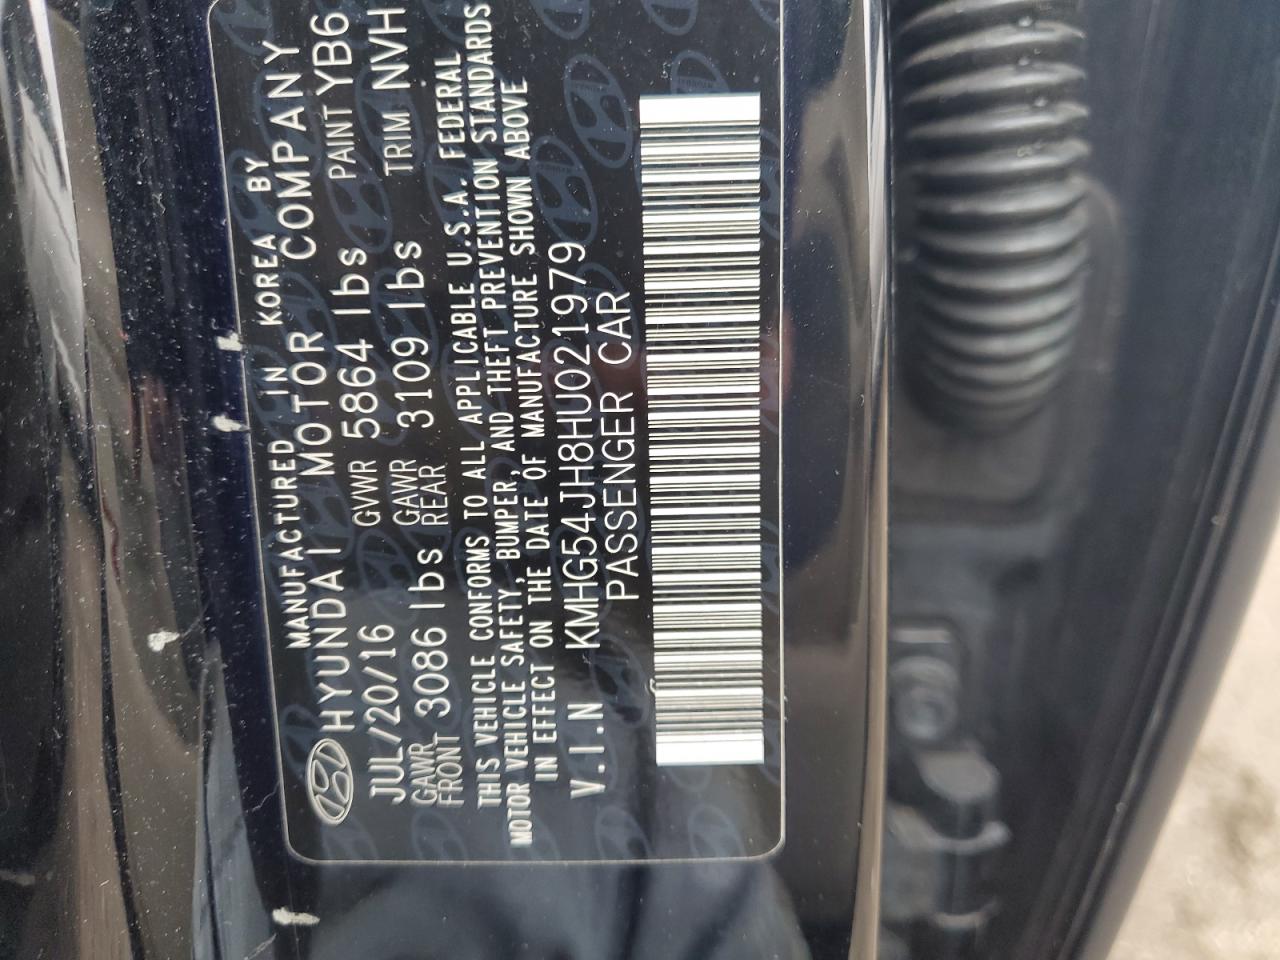 MANUFACTURED IN KOREA BY
HYUNDAI MOTOR COMPANY
JUL/20/16 GVWR 5864 lbs PAINT YB6
GAWR FRONT 3086 lbs GAWR REAR 3109 lbs TRIM NVH
THIS VEHICLE CONFORMS TO ALL APPLICABLE U.S.A. FEDERAL
MOTOR VEHICLE SAFETY, BUMPER, AND THEFT PREVENTION STANDARDS
IN EFFECT ON THE DATE OF MANUFACTURE SHOWN ABOVE
V.I.N KMHG54JH8HU021979
PASSENGER CAR